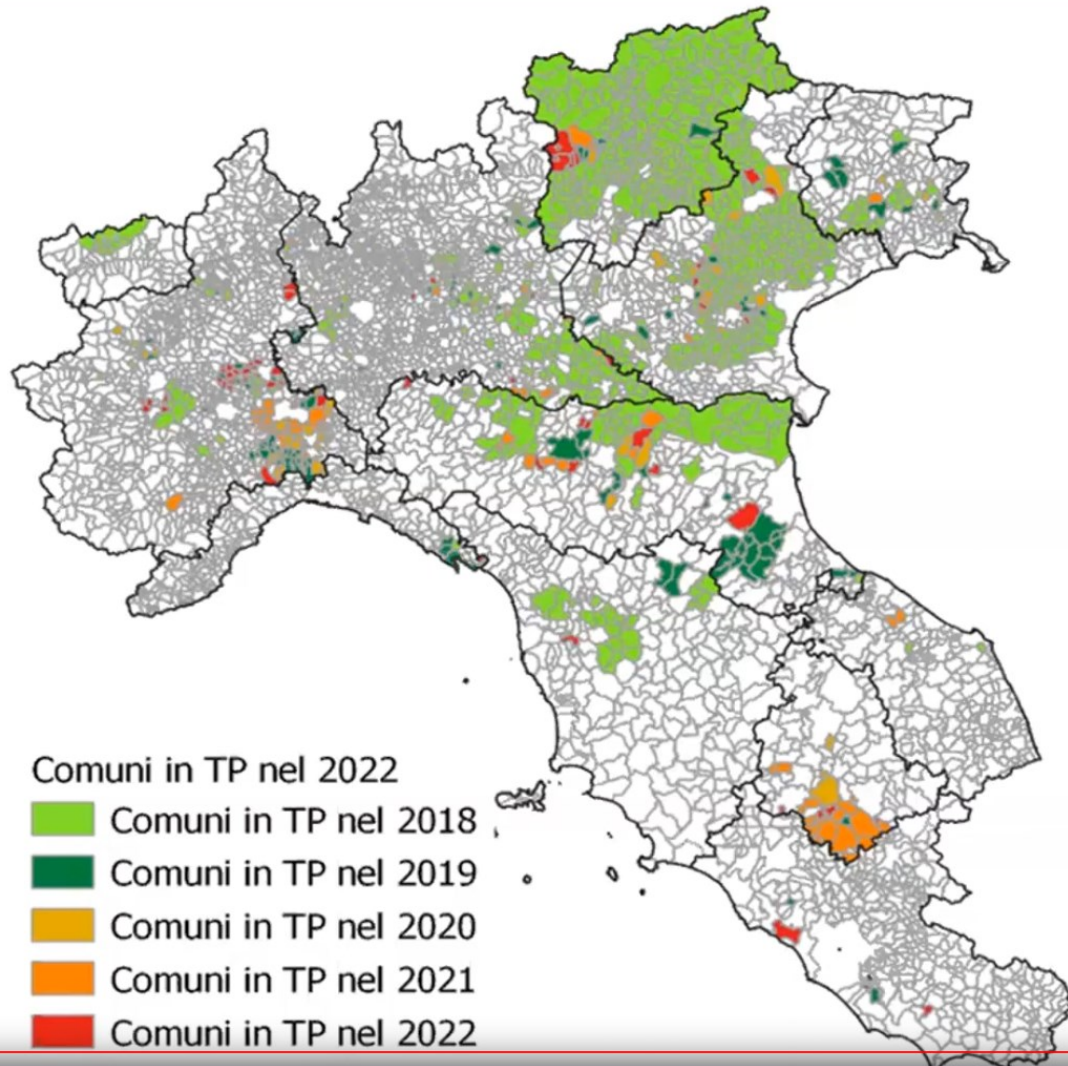 Comuni in TP nel 2022
Comuni in TP nel 2018
Comuni in TP nel 2019
Comuni in TP nel 2020
Comuni in TP nel 2021
Comuni in TP nel 2022